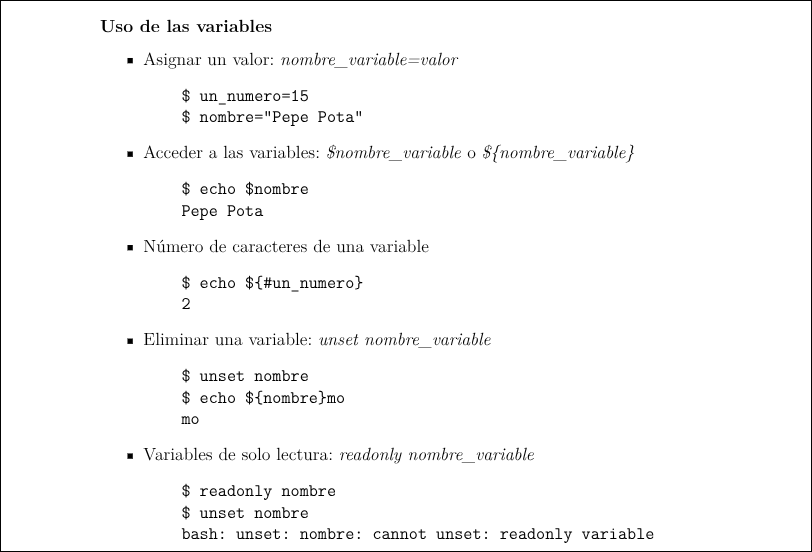 Uso de las variables
▪ Asignar un valor: nombre_variable=valor
$ un_numero=15
$ nombre="Pepe Pota"
▪ Acceder a las variables: $nombre_variable o ${nombre_variable}
$ echo $nombre
Pepe Pota
▪ Número de caracteres de una variable
$ echo ${#un_numero}
2
▪ Eliminar una variable: unset nombre_variable
$ unset nombre
$ echo ${nombre}mo
mo
▪ Variables de solo lectura: readonly nombre_variable
$ readonly nombre
$ unset nombre
bash: unset: nombre: cannot unset: readonly variable